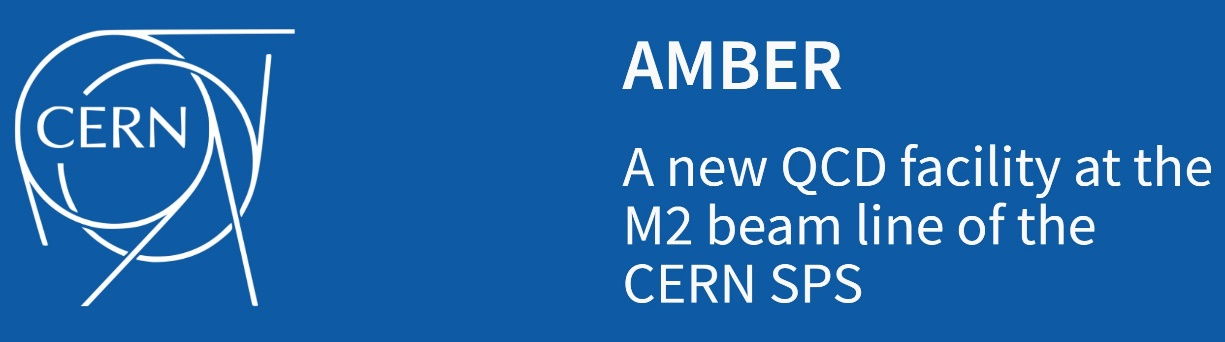 CERN
AMBER
A new QCD facility at the
M2 beam line of the
CERN SPS